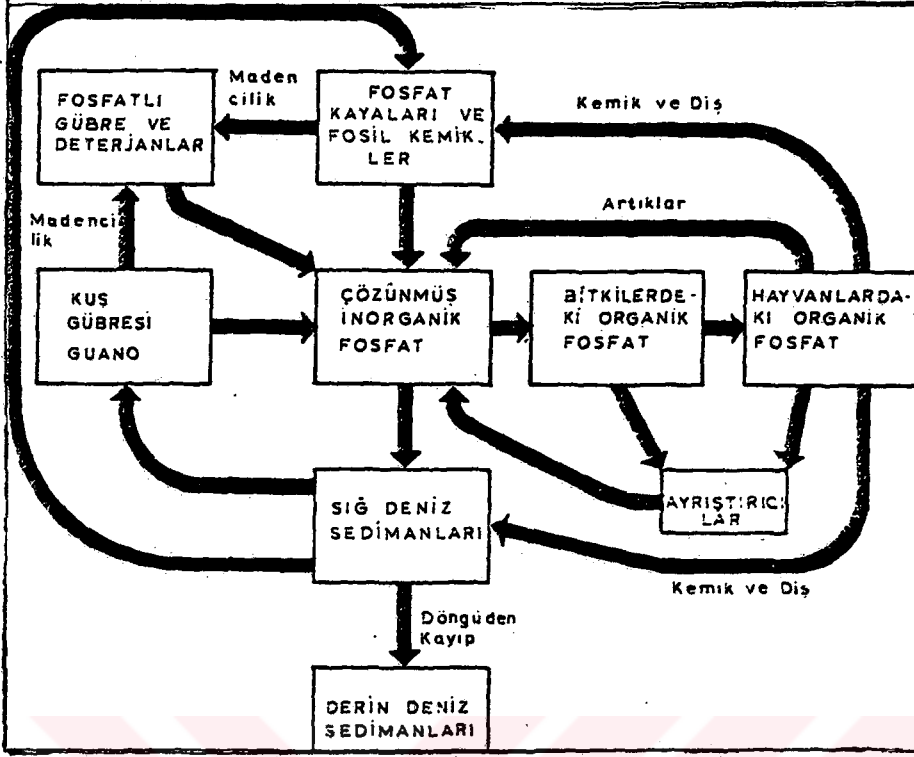 Maden
cilik
FOSFATLI
GÜBRE VE
DETERJANLAR
FOSFAT
KAYALARI VE
FOSİL KEMİK-
LER
Kemik ve Diş
Artıklar
Madenci
lik
KUŞ
GÜBRESİ
GUANO
ÇÖZÜNMÜŞ
İNORGANİK
FOSFAT
BİTKİLERDE-
Kİ ORGANİK
FOSFAT
HAYVANLARDA-
Kİ ORGANİK
FOSFAT
SIĞ DENİZ
SEDİMANLARI
AYRIŞTIRICI
LAR
Kemik ve Diş
Döngüden
Kayıp
DERİN DENİZ
SEDİMANLARI